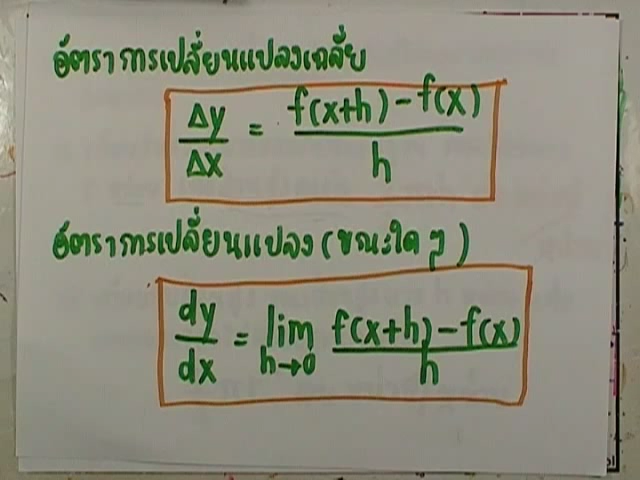 อัตราการเปลี่ยนแปลงเฉลี่ย
Δy/Δx = f(x+h) - f(x)/h
อัตราการเปลี่ยนแปลง (ขณะใดๆ)
dy/dx = lim h→0 f(x+h) - f(x)/h